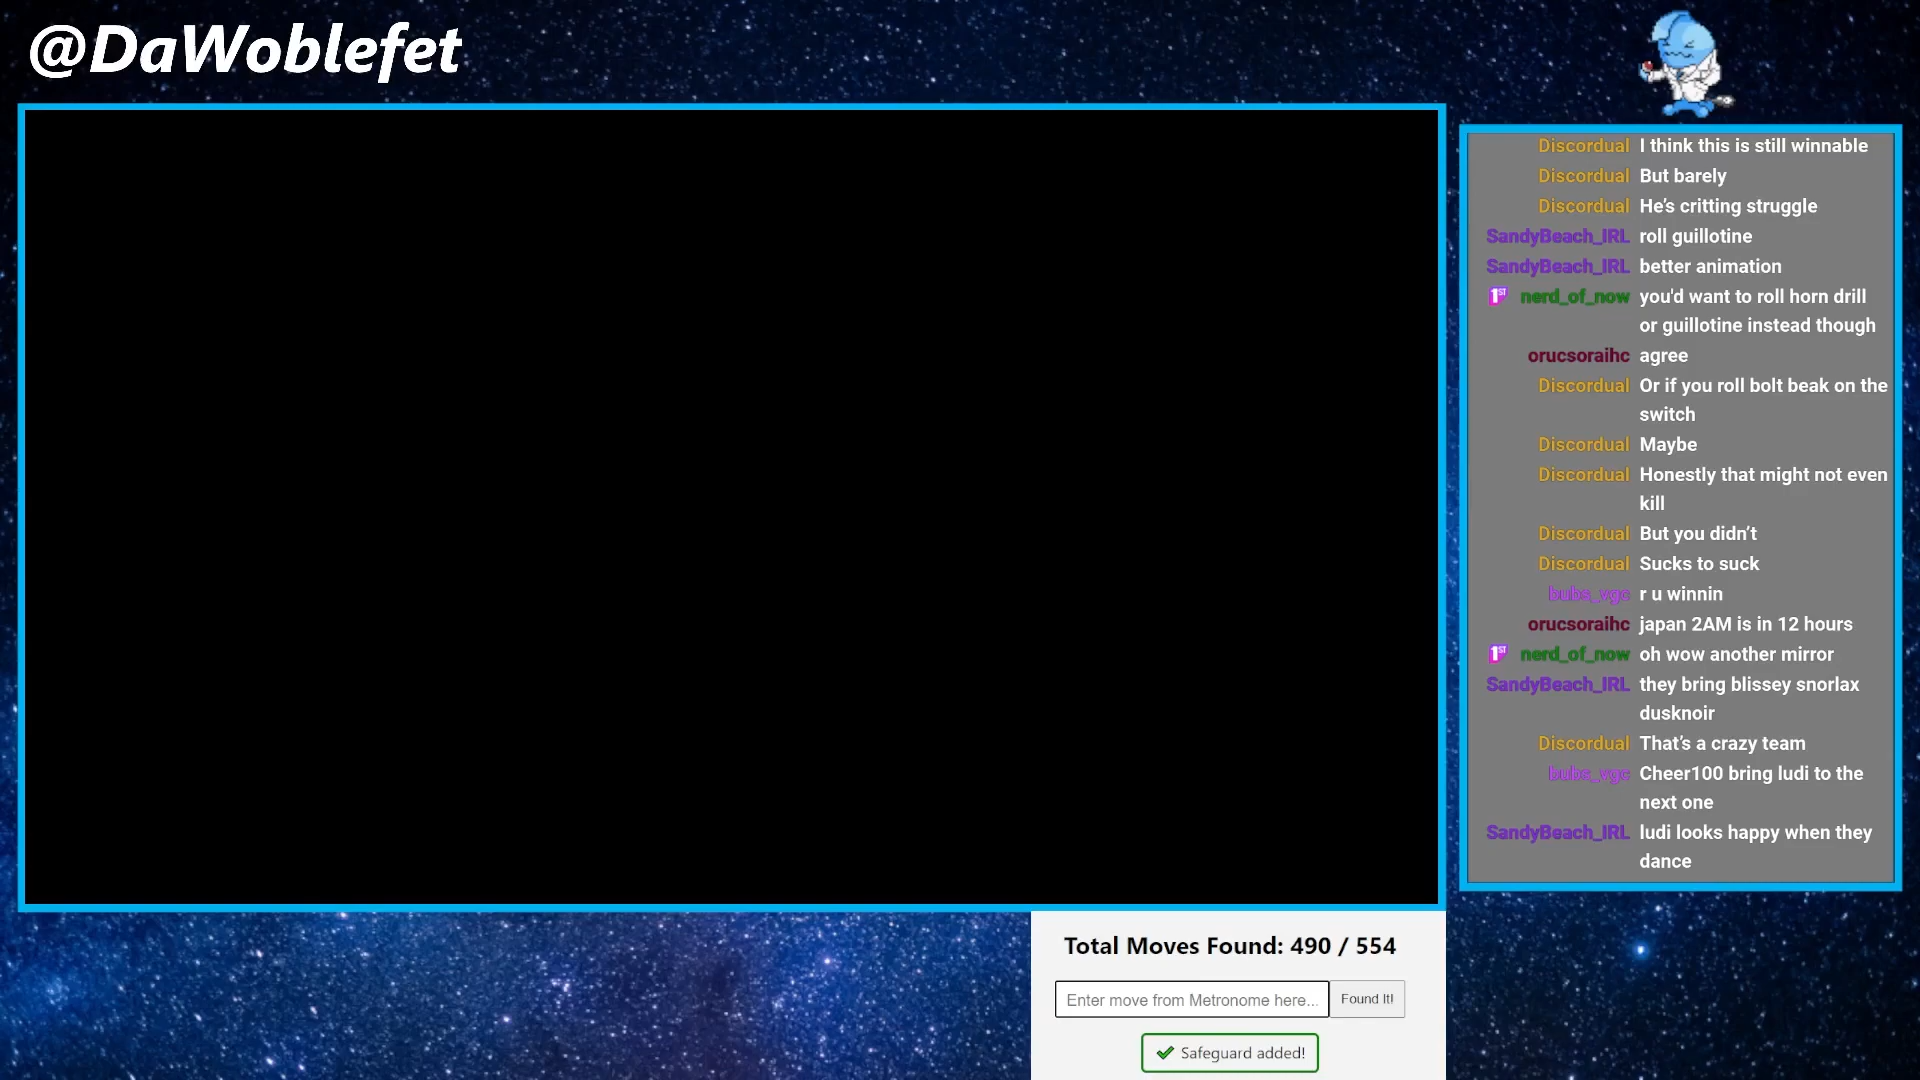 @DaWoblefet
Discordual I think this is still winnable
Discordual But barely
Discordual He's critting struggle
SandyBeach_IRL roll guillotine
SandyBeach_IRL better animation
1ST nerd_of_now you'd want to roll horn drill
or guillotine instead though
orucsoraihc agree
Discordual Or if you roll bolt beak on the
switch
Discordual Maybe
Discordual Honestly that might not even
kill
Discordual But you didn't
Discordual Sucks to suck
bubs_vgc r u winnin
orucsoraihc japan 2AM is in 12 hours
1ST nerd_of_now oh wow another mirror
SandyBeach_IRL they bring blissey snorlax
dusknoir
Discordual That's a crazy team
bubs_vgc Cheer100 bring ludi to the
next one
SandyBeach_IRL ludi looks happy when they
dance
Total Moves Found: 490 / 554
Enter move from Metronome here...
Found It!
Safeguard added!